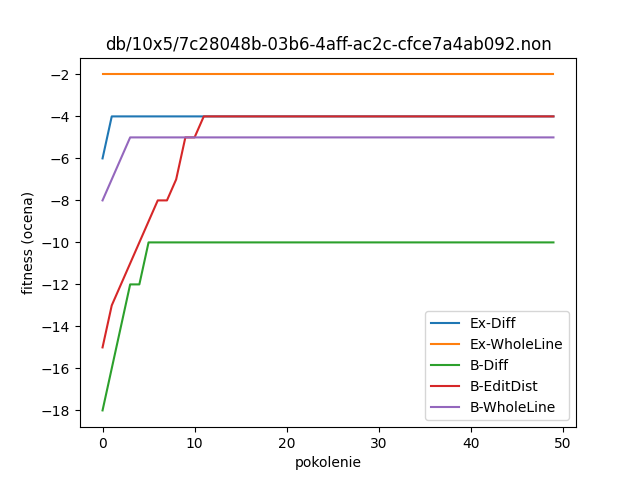 db/10x5/7c28048b-03b6-4aff-ac2c-cfce7a4ab092.non
fitness (ocena)
−2
−4
−6
−8
−10
−12
−14
−16
−18
Ex-Diff
Ex-WholeLine
B-Diff
B-EditDist
B-WholeLine
0
10
20
30
40
50
pokolenie